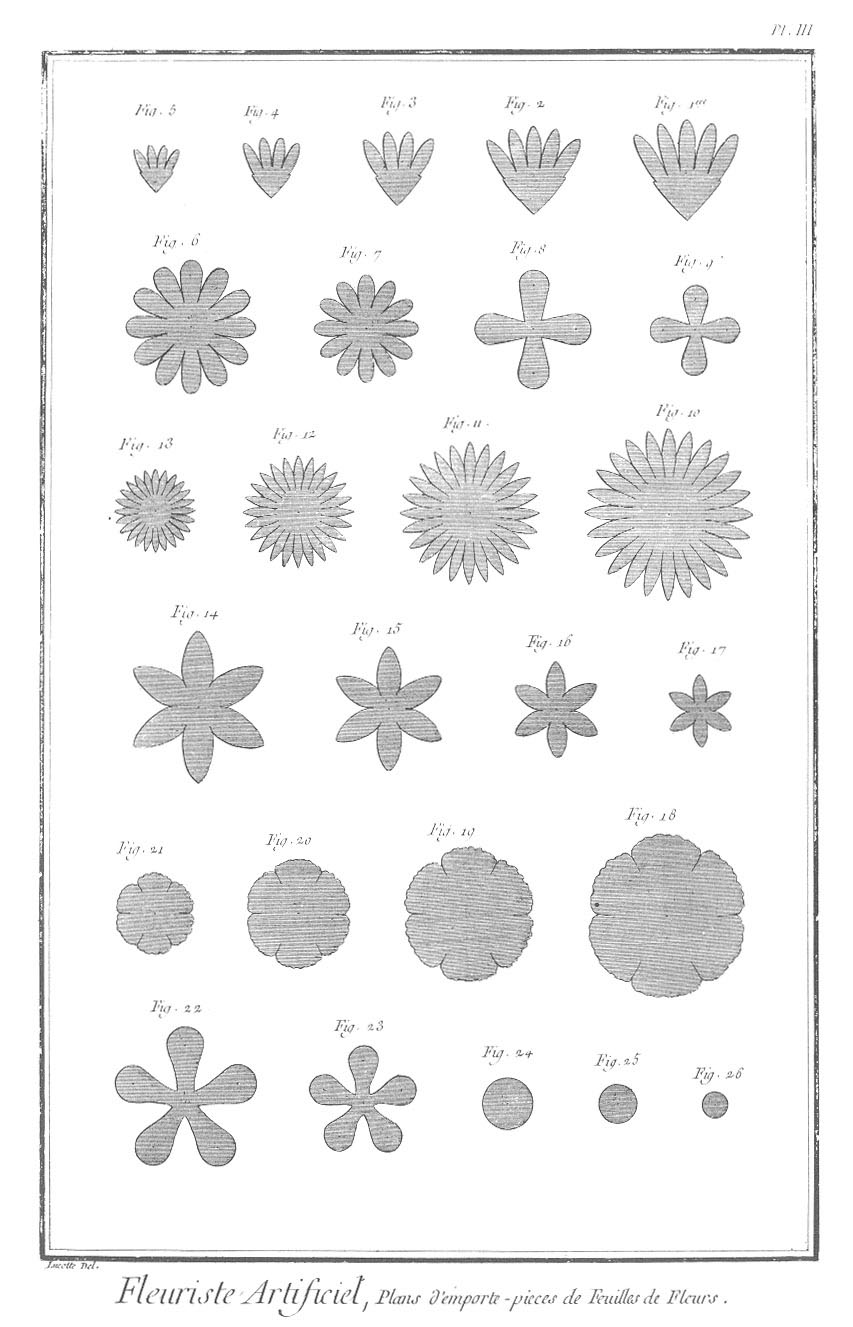 Pl. III
Fig. 5 Fig. 4 Fig. 3 Fig. 2 Fig. 1re
Fig. 6 Fig. 7 Fig. 8 Fig. 9
Fig. 13 Fig. 12 Fig. 11. Fig. 10
Fig. 14 Fig. 15 Fig. 16 Fig. 17
Fig. 21 Fig. 20 Fig. 19 Fig. 18
Fig. 22 Fig. 23 Fig. 24 Fig. 25 Fig. 26
Lucotte Del.
Fleuriste Artificiel, Plans d'emporte-pieces de Feuilles de Fleurs.